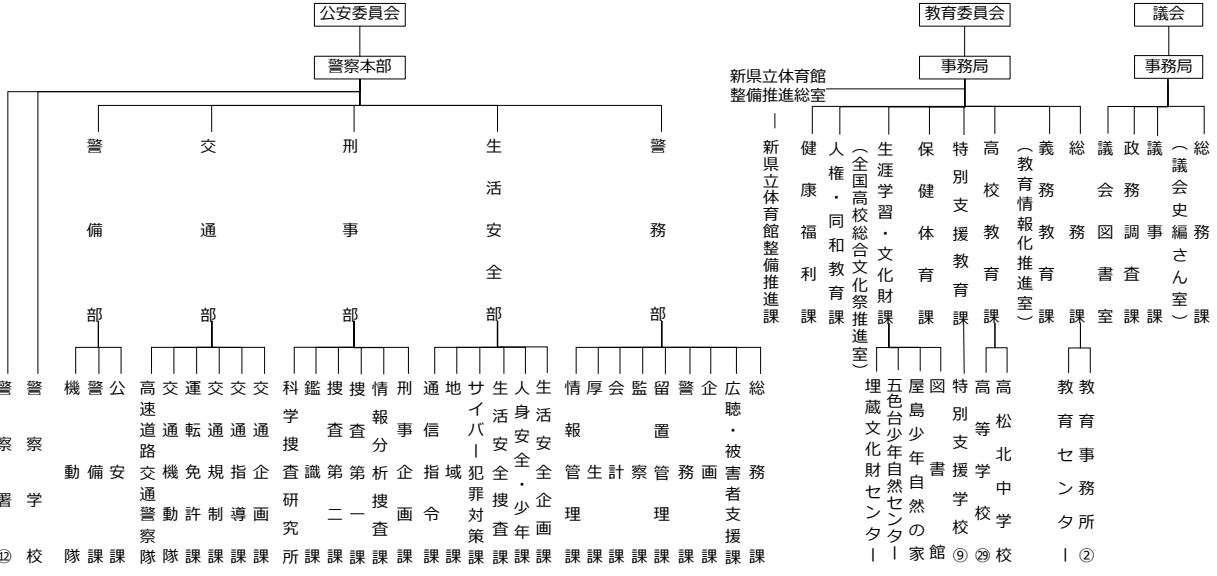 公安委員会
教育委員会
議会
警察本部
事務局
事務局
新県立体育館
整備推進総室
警備部
交通部
刑事部
生活安全部
警務部
新県立体育館整備推進課
健康福利課
人権・同和教育課
(全国高校総合文化祭推進室)
生涯学習・文化財課
保健体育課
特別支援教育課
高校教育課
(教育情報化推進室)
義務教育課
総務課
議会図書室
政務調査課
議事課
(議会史編さん室)
総務課
警察署⑫
警察学校
機動隊
警備課
公安課
高速道路交通警察隊
交通機動隊
運転免許課
交通規制課
交通指導課
交通企画課
科学捜査研究所
鑑識課
捜査第二課
捜査第一課
情報分析捜査課
刑事企画課
通信指令課
地域課
サイバー犯罪対策課
生活安全捜査課
人身安全・少年課
生活安全企画課
情報管理課
厚生課
会計課
監察課
留置管理課
警務課
企画課
広聴・被害者支援課
総務課
埋蔵文化財センター
五色台少年自然センター
屋島少年自然の家
図書館
特別支援学校⑨
高等学校㉙
高松北中学校
教育センター
教育事務所②